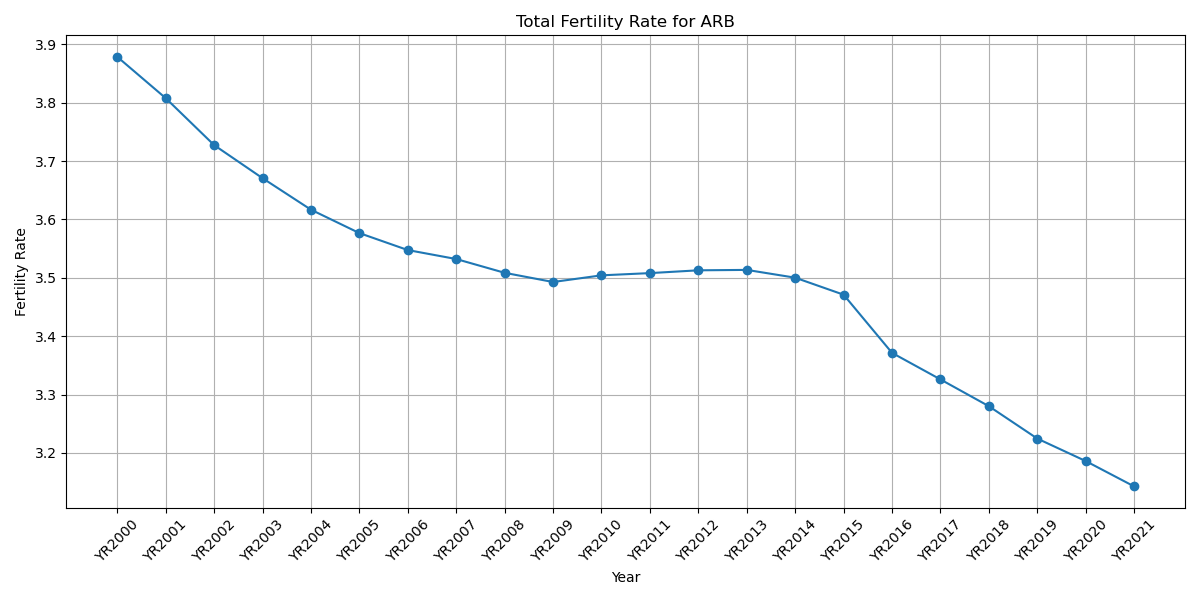 Total Fertility Rate for ARB
Fertility Rate
3.9
3.8
3.7
3.6
3.5
3.4
3.3
3.2
YR2000
YR2001
YR2002
YR2003
YR2004
YR2005
YR2006
YR2007
YR2008
YR2009
YR2010
YR2011
YR2012
YR2013
YR2014
YR2015
YR2016
YR2017
YR2018
YR2019
YR2020
YR2021
Year